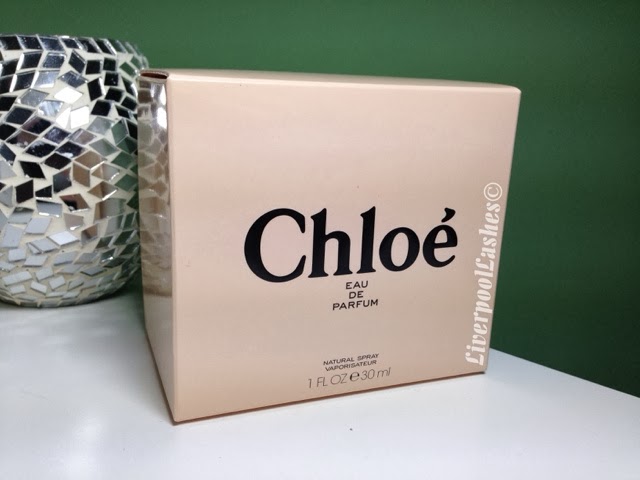 Chloé
EAU
DE
PARFUM
NATURAL SPRAY
VAPORISATEUR
1 FL OZ ℮ 30 ml
LiverpoolLashes©